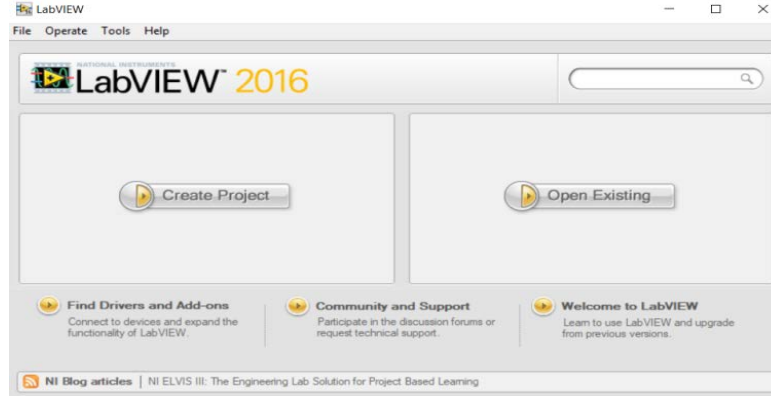 LabVIEW
File Operate Tools Help
NATIONAL INSTRUMENTS
LabVIEW™ 2016
Create Project
Open Existing
Find Drivers and Add-ons
Connect to devices and expand the
functionality of LabVIEW.
Community and Support
Participate in the discussion forums or
request technical support.
Welcome to LabVIEW
Learn to use LabVIEW and upgrade
from previous versions.
NI Blog articles | NI ELVIS III: The Engineering Lab Solution for Project Based Learning